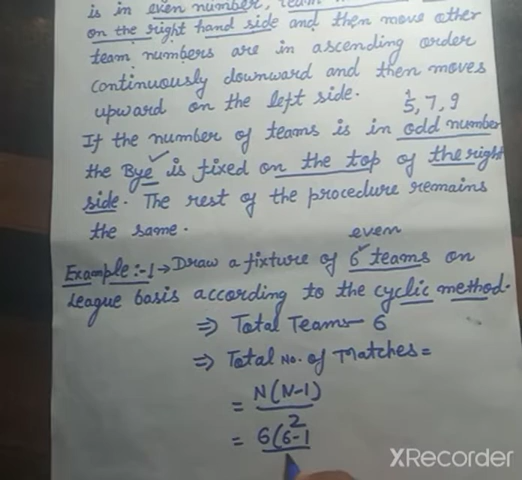 is in even number, team
on the right hand side and then move other
team numbers are in ascending order
continuously downward and then moves
upward on the left side.
5, 7, 9
If the number of teams is in odd number
the Bye is fixed on the top of the right
side. The rest of the procedure remains
the same.
even
Example:-1→Draw a fixture of 6 teams on
League basis according to the cyclic method.
⇒ Total Teams- 6
⇒ Total No. of Matches=
= N(N-1)
2
= 6(6-1
XRecorder